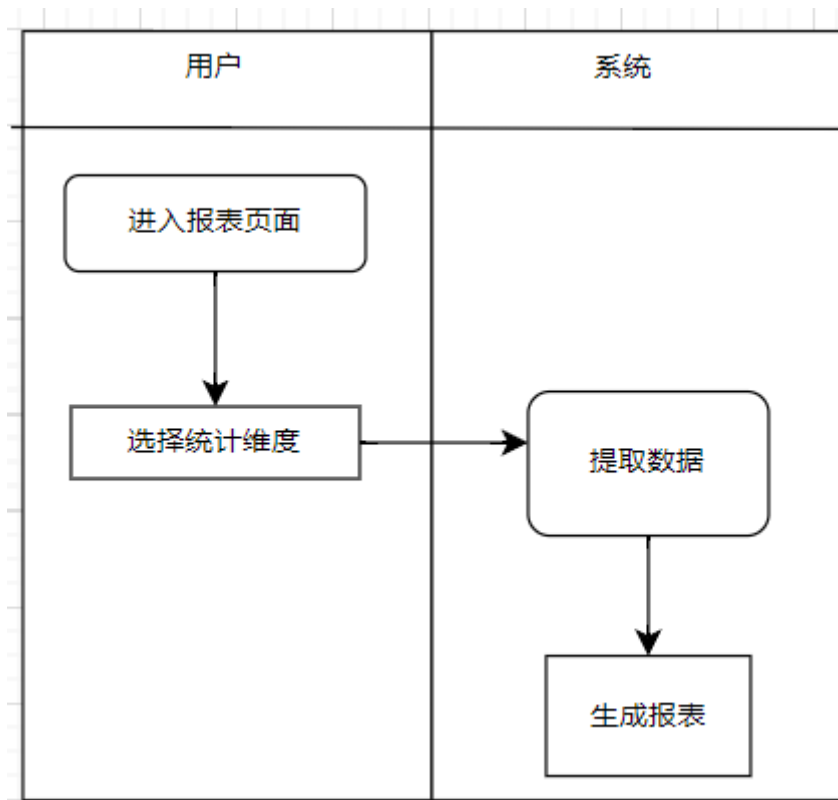 用户
系统
进入报表页面
选择统计维度
提取数据
生成报表